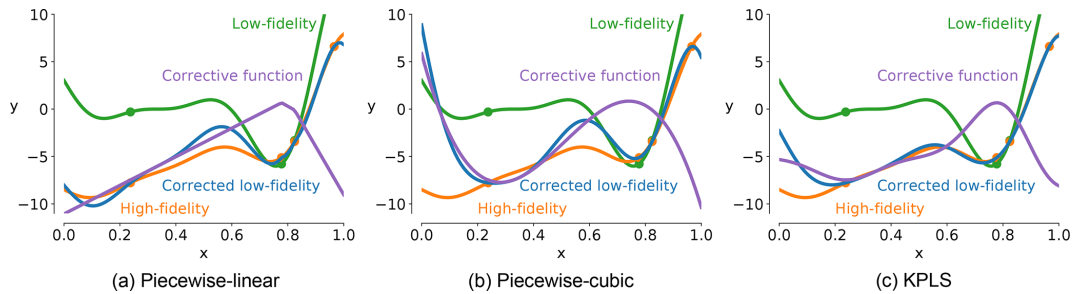 10
5
0
−5
−10
y
Low-fidelity
Corrective function
Corrected low-fidelity
High-fidelity
0.0 0.2 0.4 0.6 0.8 1.0
x
(a) Piecewise-linear
10
5
0
−5
−10
y
Low-fidelity
Corrective function
Corrected low-fidelity
High-fidelity
0.0 0.2 0.4 0.6 0.8 1.0
x
(b) Piecewise-cubic
10
5
0
−5
−10
y
Low-fidelity
Corrective function
Corrected low-fidelity
High-fidelity
0.0 0.2 0.4 0.6 0.8 1.0
x
(c) KPLS